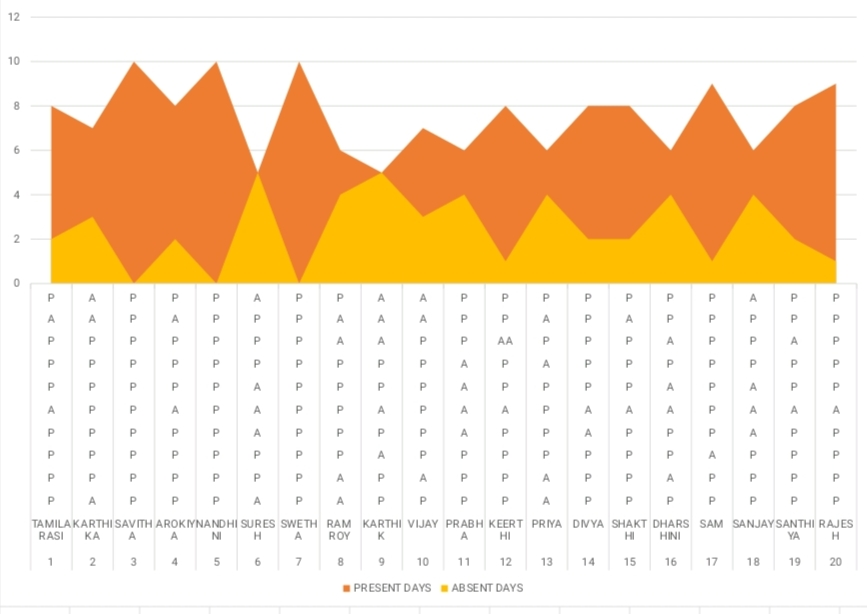 12
10
8
6
4
2
0
P A P P P A P P A A P P P P P P P A P P
A A P A P P P A A A P P A P A P P P P P
P P P P P P P A P P P AA P P P A P P A P
P P P P P P P P P P A P A P P P P P P P
P P P P P A P P P P A P P P P A P A P P
A P P A P A P P A P A A P A A A P A A A
P P P P P A P P P P A P P A P A P A P P
P P P P P P P P A P P P P P P P A P P P
P P P P P P P A P A P P A P P P P P P P
P A P P P A P A P P P P A P P P P P P P
TAMILA KARTHI SAVITH AROKIY NANDHI SURES SWETH RAM KARTHI VIJAY PRABH KEERT PRIYA DIVYA SHAKT DHARS SAM SANJAY SANTHI RAJES
RASI KA A A NI H A ROY K A HI HI HINI YA H
1 2 3 4 5 6 7 8 9 10 11 12 13 14 15 16 17 18 19 20
PRESENT DAYS ABSENT DAYS